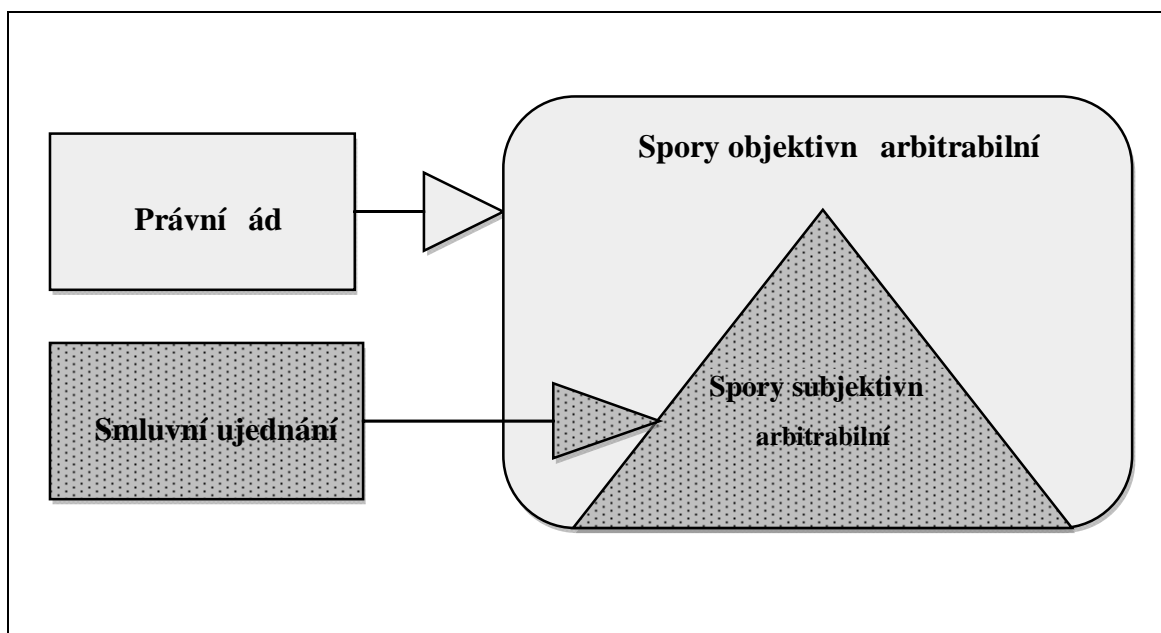 Spory objektivn arbitrabilní
Právní ád
Smluvní ujednání
Spory subjektivn
arbitrabilní